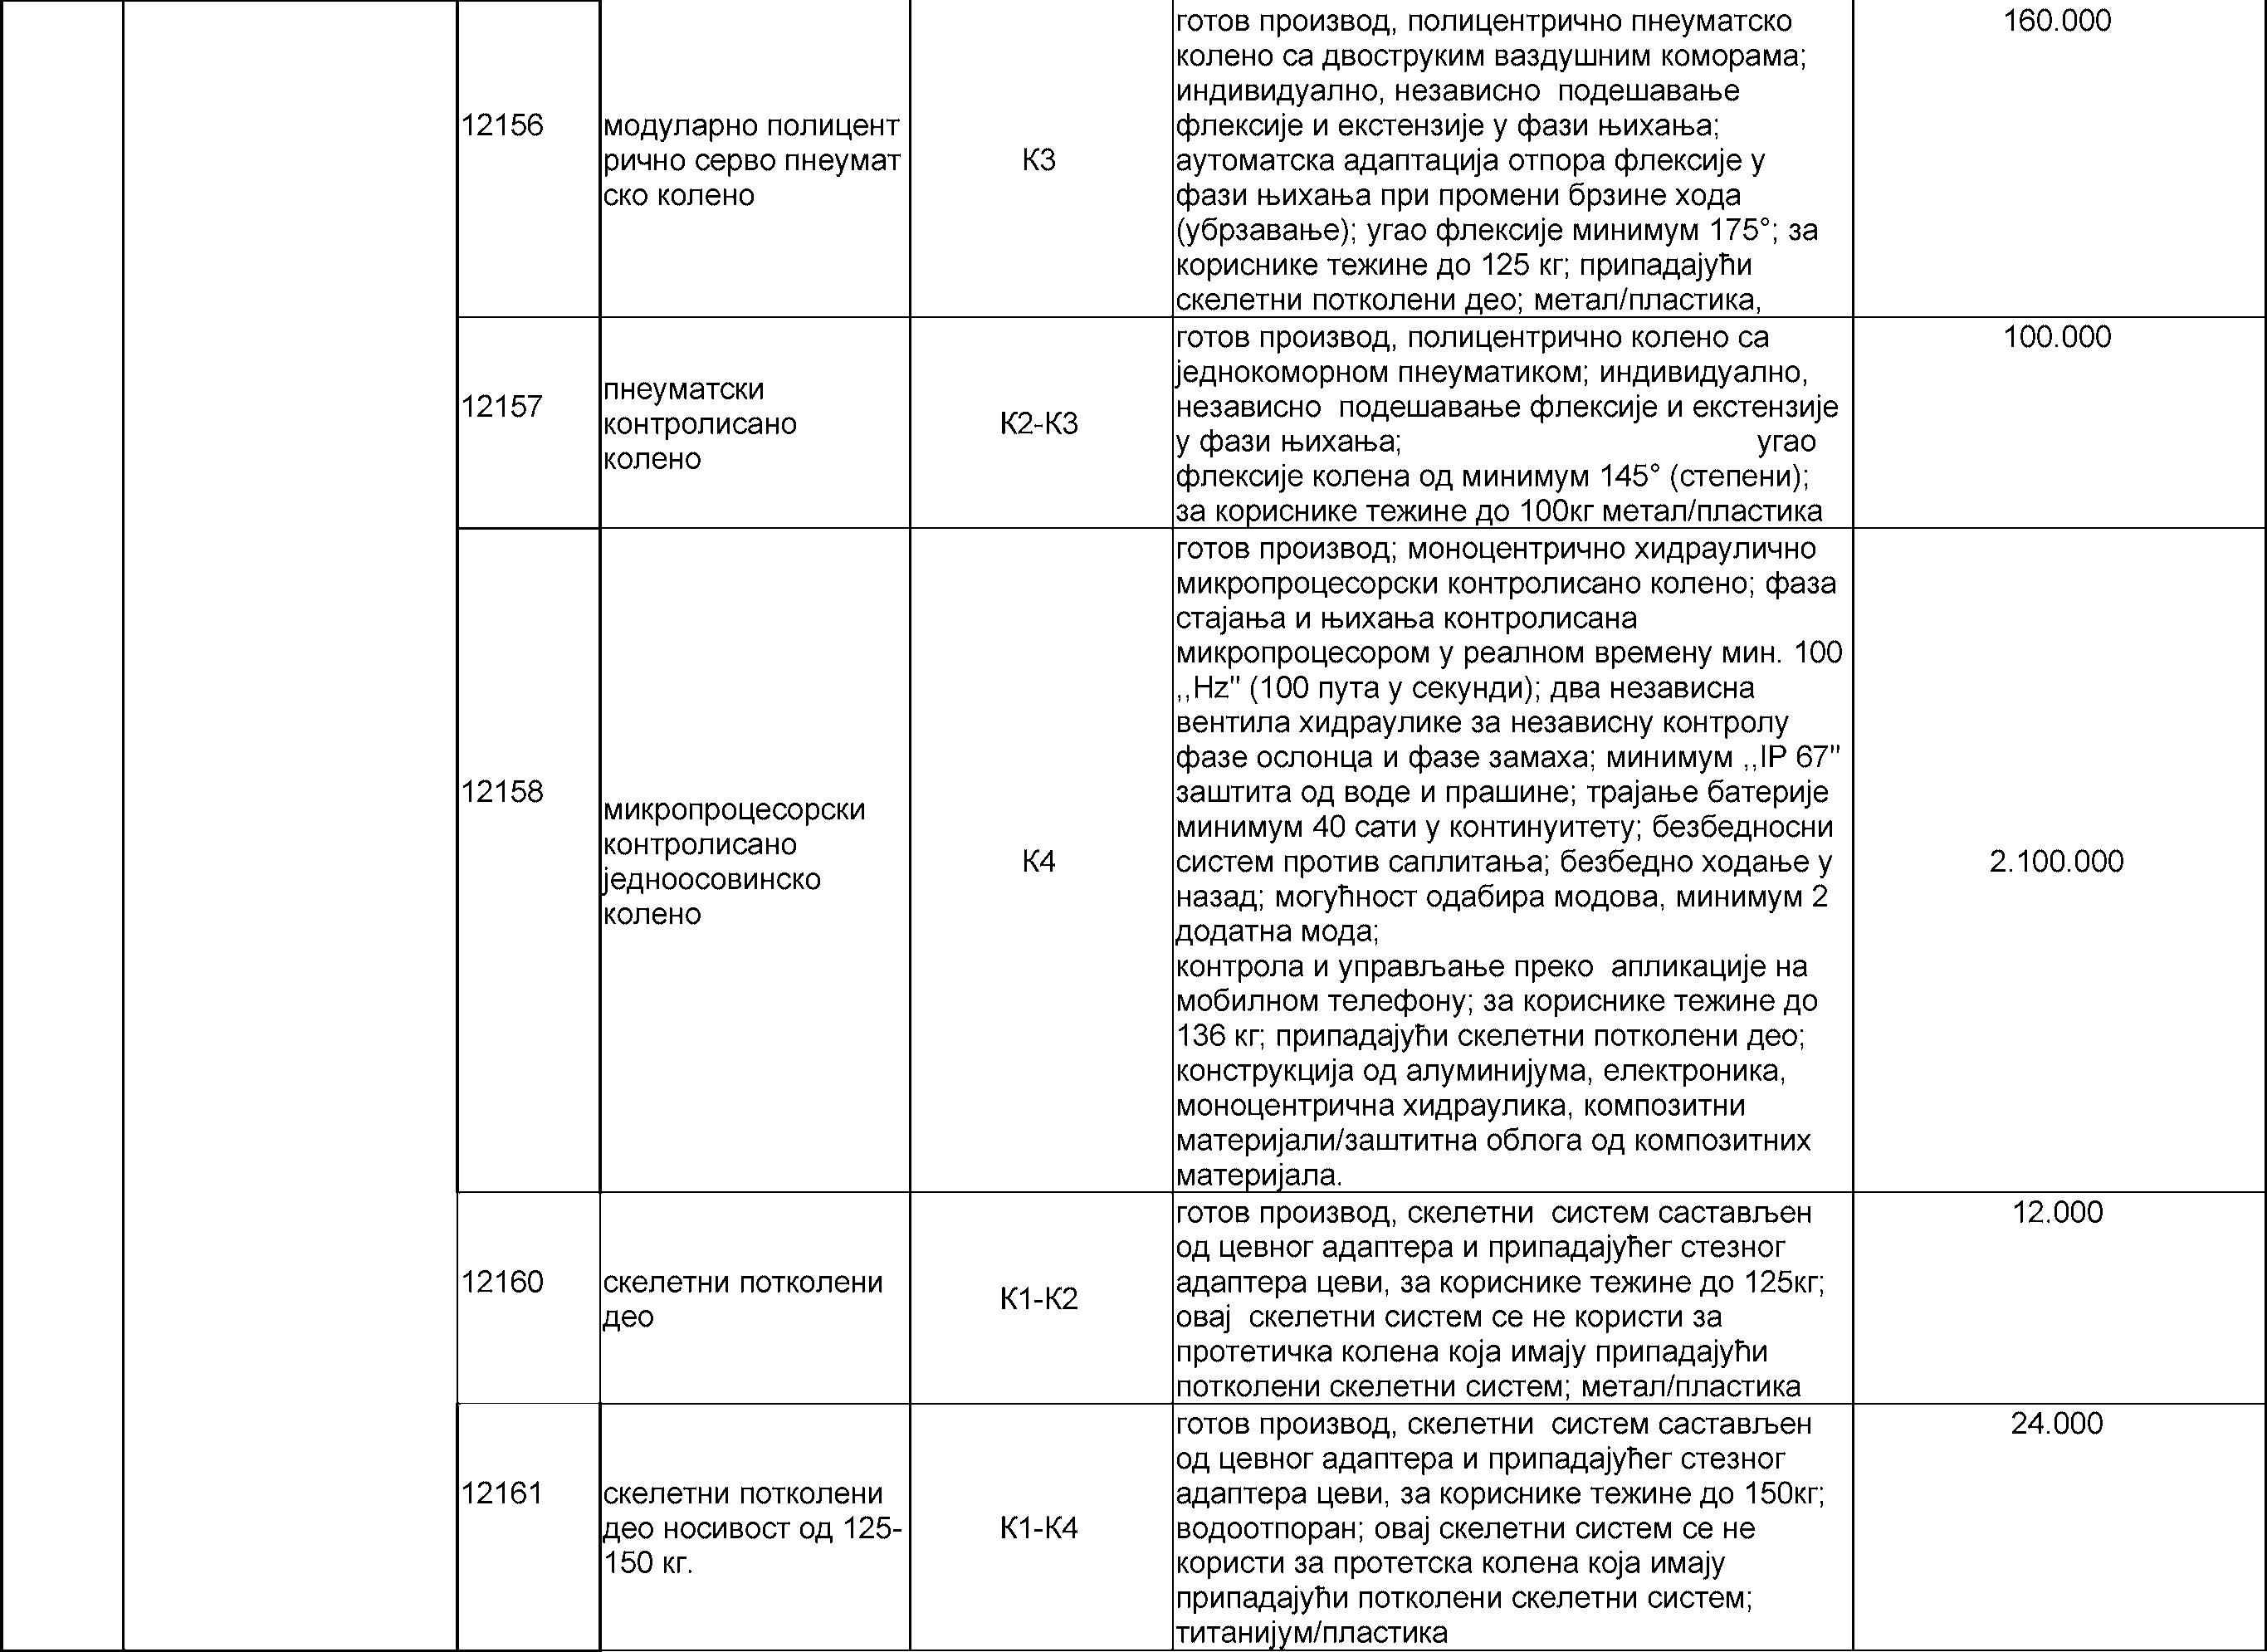 12156
модуларно полицент
рично серво пнеумат
ско колено
К3
готов производ, полицентрично пнеуматско
колено са двоструким ваздушним коморама;
индивидуално, независно  подешавање
флексије и екстензије у фази њихања;
аутоматска адаптација отпора флексије у
фази њихања при промени брзине хода
(убрзавање); угао флексије минимум 175°; за
кориснике тежине до 125 кг; припадајући
скелетни потколени део; метал/пластика,
160.000
12157
пнеуматски
контролисано
колено
К2-К3
готов производ, полицентрично колено са
једнокоморном пнеуматиком; индивидуално,
независно  подешавање флексије и екстензије
у фази њихања; угао
флексије колена од минимум 145° (степени);
за кориснике тежине до 100кг метал/пластика
100.000
12158
микропроцесорски
контролисано
једноосовинско
колено
К4
готов производ; моноцентрично хидраулично
микропроцесорски контролисано колено; фаза
стајања и њихања контролисана
микропроцесором у реалном времену мин. 100
,,Hz" (100 пута у секунди); два независна
вентила хидраулике за независну контролу
фазе ослонца и фазе замаха; минимум ,,IP 67"
заштита од воде и прашине; трајање батерије
минимум 40 сати у континуитету; безбедносни
систем против саплитања; безбедно ходање у
назад; могућност одабира модова, минимум 2
додатна мода;
контрола и управљање преко  апликације на
мобилном телефону; за кориснике тежине до
136 кг; припадајући скелетни потколени део;
конструкција од алуминијума, електроника,
моноцентрична хидраулика, композитни
материјали/заштитна облога од композитних
материјала.
2.100.000
12160
скелетни потколени
део
К1-К2
готов производ, скелетни  систем састављен
од цевног адаптера и припадајућег стезног
адаптера цеви, за кориснике тежине до 125кг;
овај  скелетни систем се не користи за
протетичка колена која имају припадајући
потколени скелетни систем; метал/пластика
12.000
12161
скелетни потколени
део носивост од 125-
150 кг.
К1-К4
готов производ, скелетни  систем састављен
од цевног адаптера и припадајућег стезног
адаптера цеви, за кориснике тежине до 150кг;
водоотпоран; овај скелетни систем се не
користи за протетска колена која имају
припадајући потколени скелетни систем;
титанијум/пластика
24.000